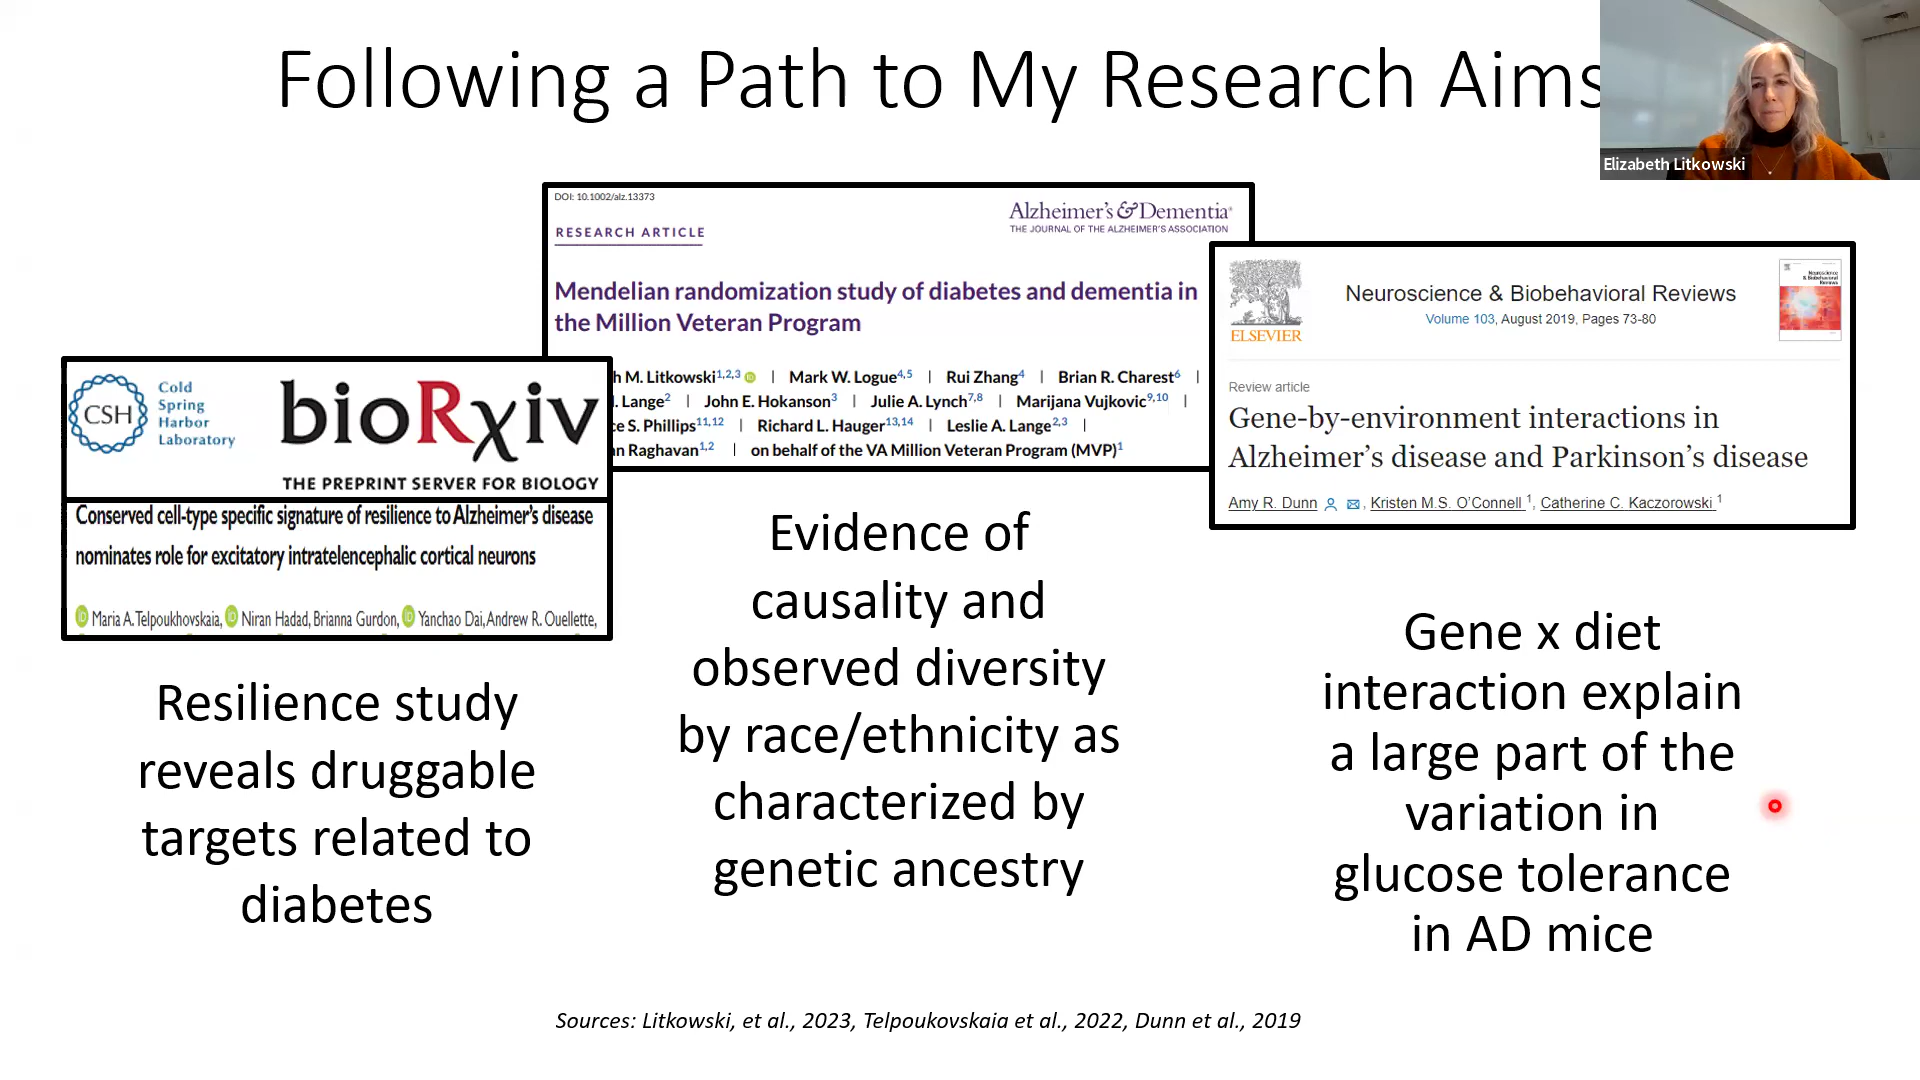 Following a Path to My Research Aims
Elizabeth Litkowski
DOI: 10.1002/alz.13373
Alzheimer's & Dementia®
THE JOURNAL OF THE ALZHEIMER'S ASSOCIATION
RESEARCH ARTICLE
Mendelian randomization study of diabetes and dementia in
the Million Veteran Program
h M. Litkowski1,2,3 | Mark W. Logue4,5 | Rui Zhang4 | Brian R. Charest6 |
. Lange2 | John E. Hokanson3 | Julie A. Lynch7,8 | Marijana Vujkovic9,10 |
ce S. Phillips11,12 | Richard L. Hauger13,14 | Leslie A. Lange2,3 |
n Raghavan1,2 | on behalf of the VA Million Veteran Program (MVP)1
ELSEVIER
Neuroscience & Biobehavioral Reviews
Volume 103, August 2019, Pages 73-80
Neuroscience
& Biobehavioral
Reviews
Review article
Gene-by-environment interactions in
Alzheimer's disease and Parkinson's disease
Amy R. Dunn , Kristen M.S. O'Connell 1, Catherine C. Kaczorowski 1
CSH
Cold
Spring
Harbor
Laboratory
bioRxiv
THE PREPRINT SERVER FOR BIOLOGY
Conserved cell-type specific signature of resilience to Alzheimer's disease
nominates role for excitatory intratelencephalic cortical neurons
iD Maria A. Telpoukhovskaia, iD Niran Hadad, Brianna Gurdon, iD Yanchao Dai, Andrew R. Ouellette,
Resilience study
reveals druggable
targets related to
diabetes
Evidence of
causality and
observed diversity
by race/ethnicity as
characterized by
genetic ancestry
Gene x diet
interaction explain
a large part of the
variation in
glucose tolerance
in AD mice
Sources: Litkowski, et al., 2023, Telpoukovskaia et al., 2022, Dunn et al., 2019